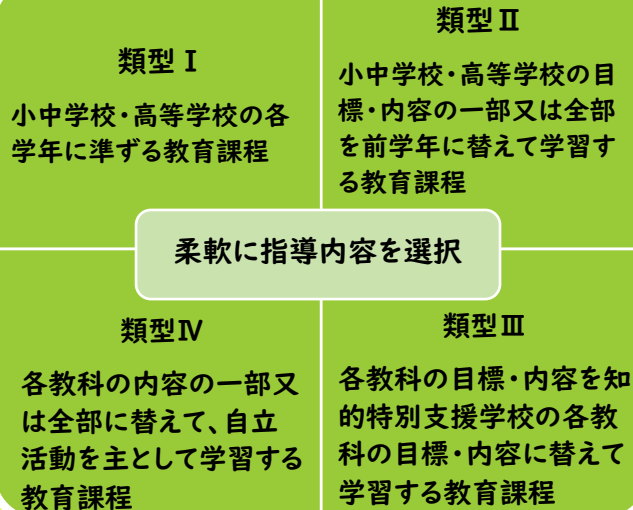 類型Ⅰ
小中学校・高等学校の各
学年に準ずる教育課程
類型Ⅱ
小中学校・高等学校の目
標・内容の一部又は全部
を前学年に替えて学習す
る教育課程
柔軟に指導内容を選択
類型Ⅳ
各教科の内容の一部又
は全部に替えて、自立
活動を主として学習する
教育課程
類型Ⅲ
各教科の目標・内容を知
的特別支援学校の各教
科の目標・内容に替えて
学習する教育課程